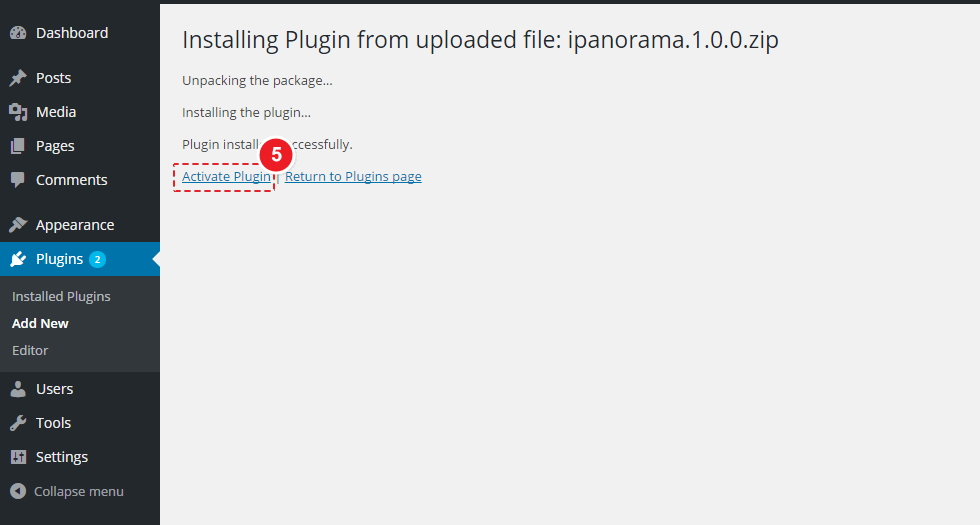 Dashboard
Posts
Media
Pages
Comments
Appearance
Plugins 2
Installed Plugins
Add New
Editor
Users
Tools
Settings
Collapse menu
Installing Plugin from uploaded file: ipanorama.1.0.0.zip
Unpacking the package...
Installing the plugin...
Plugin install ccessfully.
5
Activate Plugin | Return to Plugins page